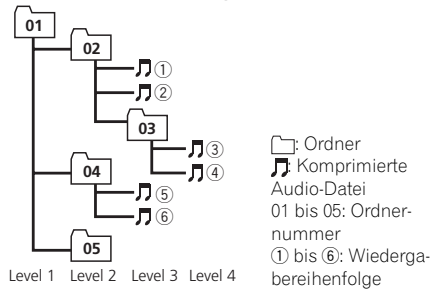 01
02
①
②
03
③
④
04
⑤
⑥
05
Level 1 Level 2 Level 3 Level 4
: Ordner
: Komprimierte
Audio-Datei
01 bis 05: Ordner-
nummer
① bis ⑥: Wiederga-
bereihenfolge